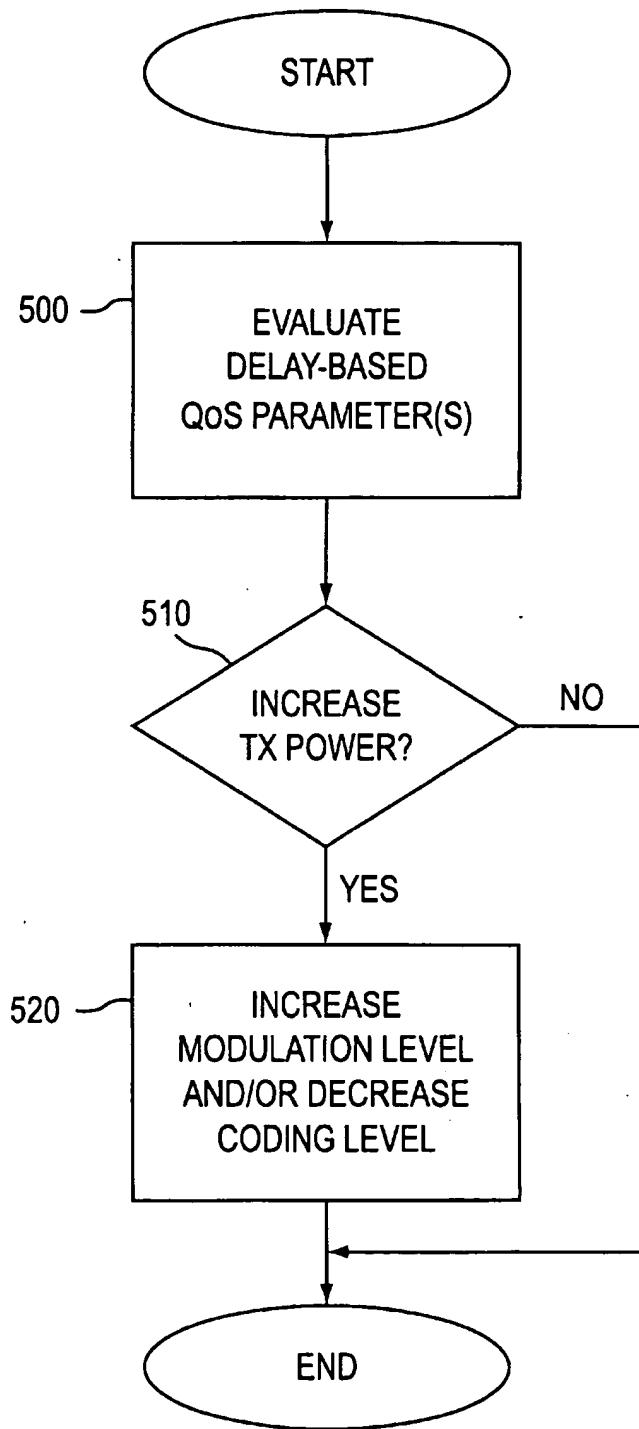 START
500
EVALUATE
DELAY-BASED
QoS PARAMETER(S)
510
INCREASE
TX POWER?
NO
YES
520
INCREASE
MODULATION LEVEL
AND/OR DECREASE
CODING LEVEL
END